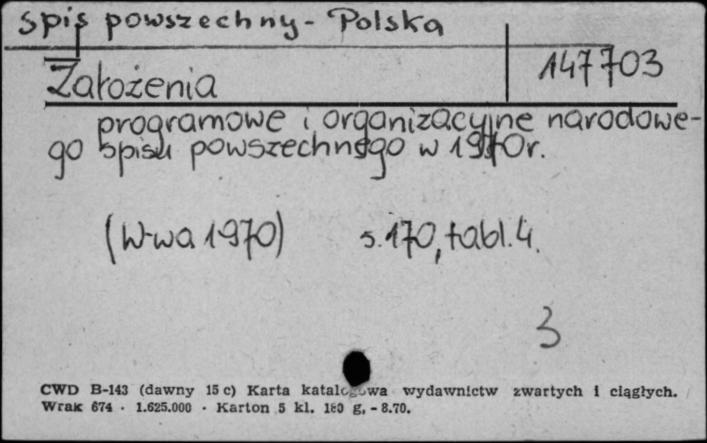 spis powszechny - Polska
Założenia 147703
programowe i organizacyjne narodowe-
go spisu powszechnego w 1970r.
(W-wa 1970) s.170, tabl.4.
3
CWD B-143 (dawny 15 c) Karta katalogowa wydawnictw zwartych i ciągłych.
Wrak 674 · 1.625.000 · Karton 5 kl. 180 g. - 8.70.